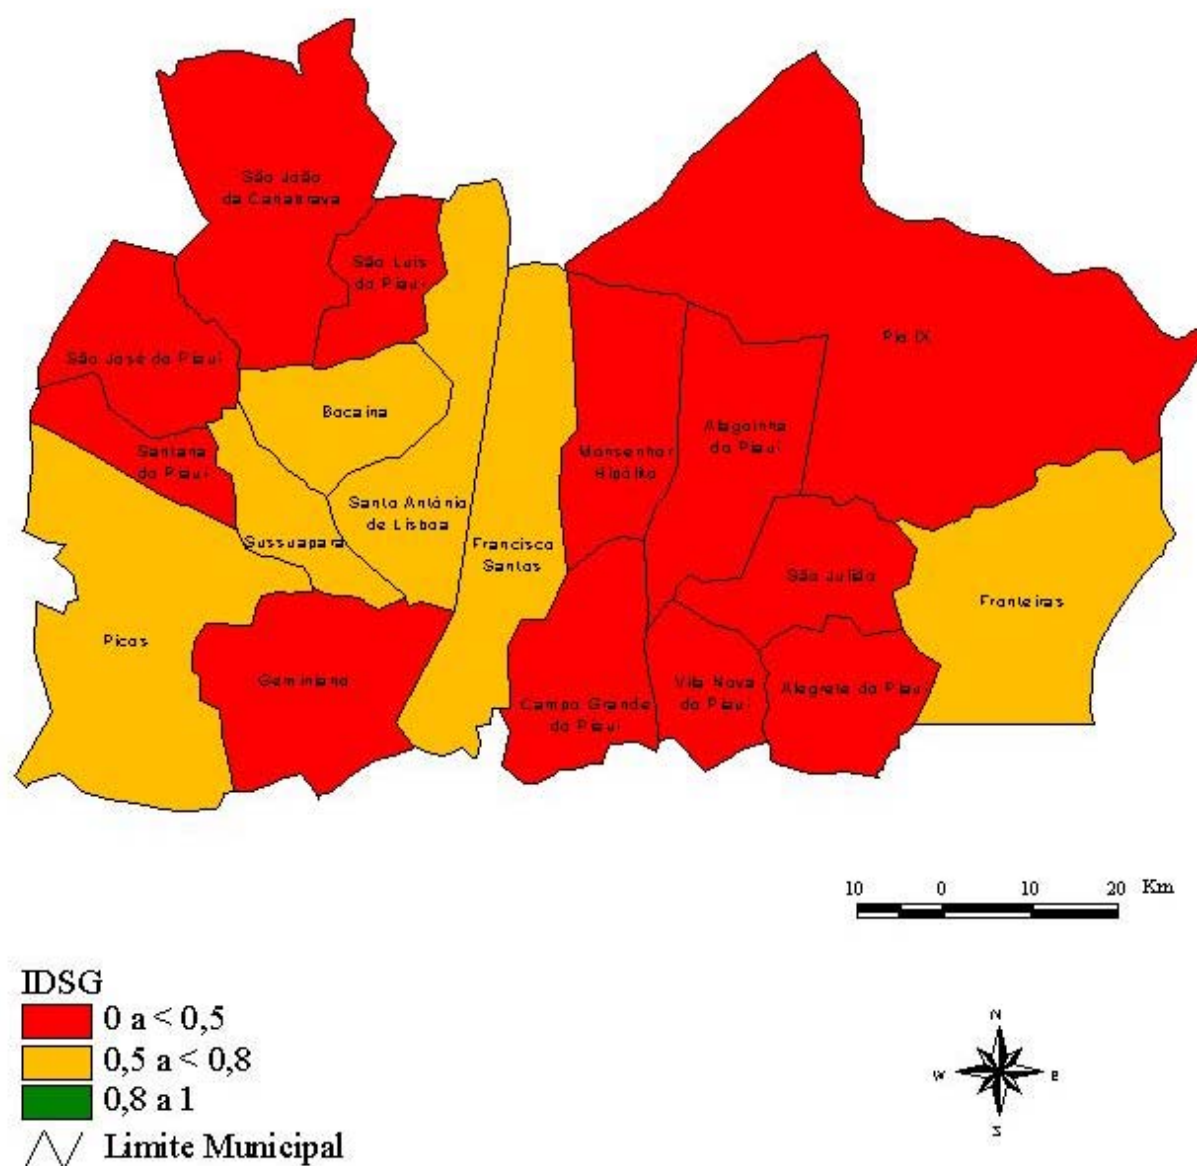 São João
da Canabrava
São Luis
do Piauí
Pio IX
São José do Piauí
Bocaina
Alagoinha
do Piauí
Santana
do Piauí
Monsenhor
Hipólito
Santo Antônio
de Lisboa
Sussuapara
Francisco
Santos
São Julião
Fronteiras
Picos
Geminiano
Vila Nova
do Piauí
Alegrete do Piauí
Campo Grande
do Piauí
10 0 10 20 Km
IDSG
0 a < 0,5
0,5 a < 0,8
0,8 a 1
Limite Municipal
N
W E
S